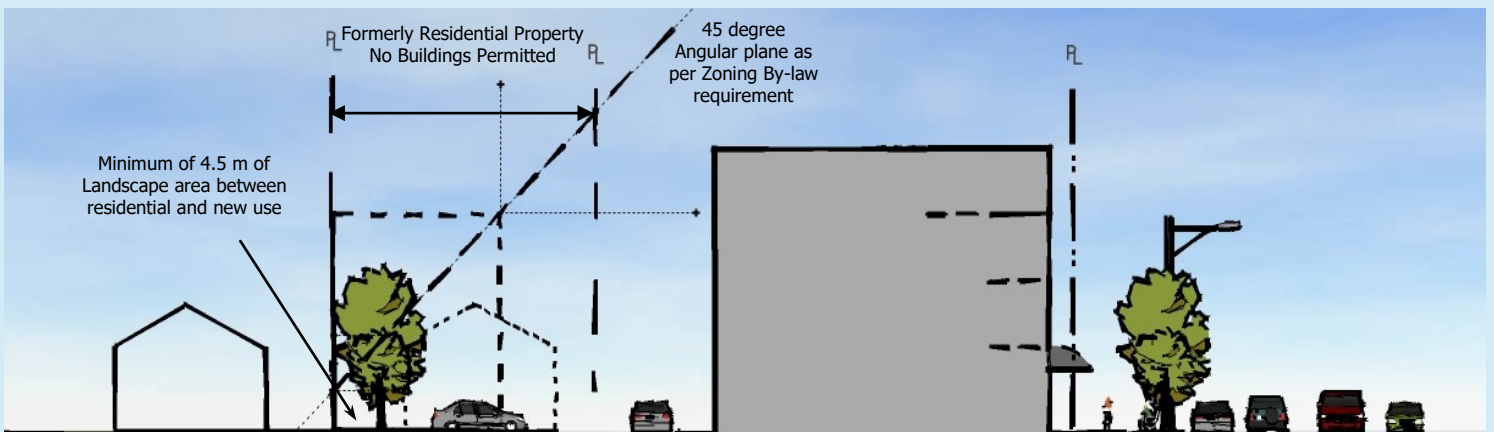 Formerly Residential Property
No Buildings Permitted
45 degree
Angular plane as
per Zoning By-law
requirement
PL
PL
PL
Minimum of 4.5 m of
Landscape area between
residential and new use